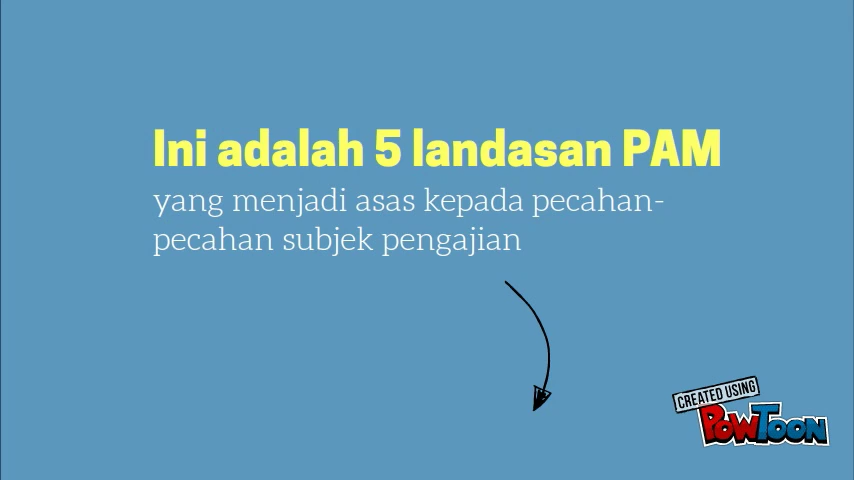 Ini adalah 5 landasan PAM
yang menjadi asas kepada pecahan-
pecahan subjek pengajian
CREATED USING
POWTOON